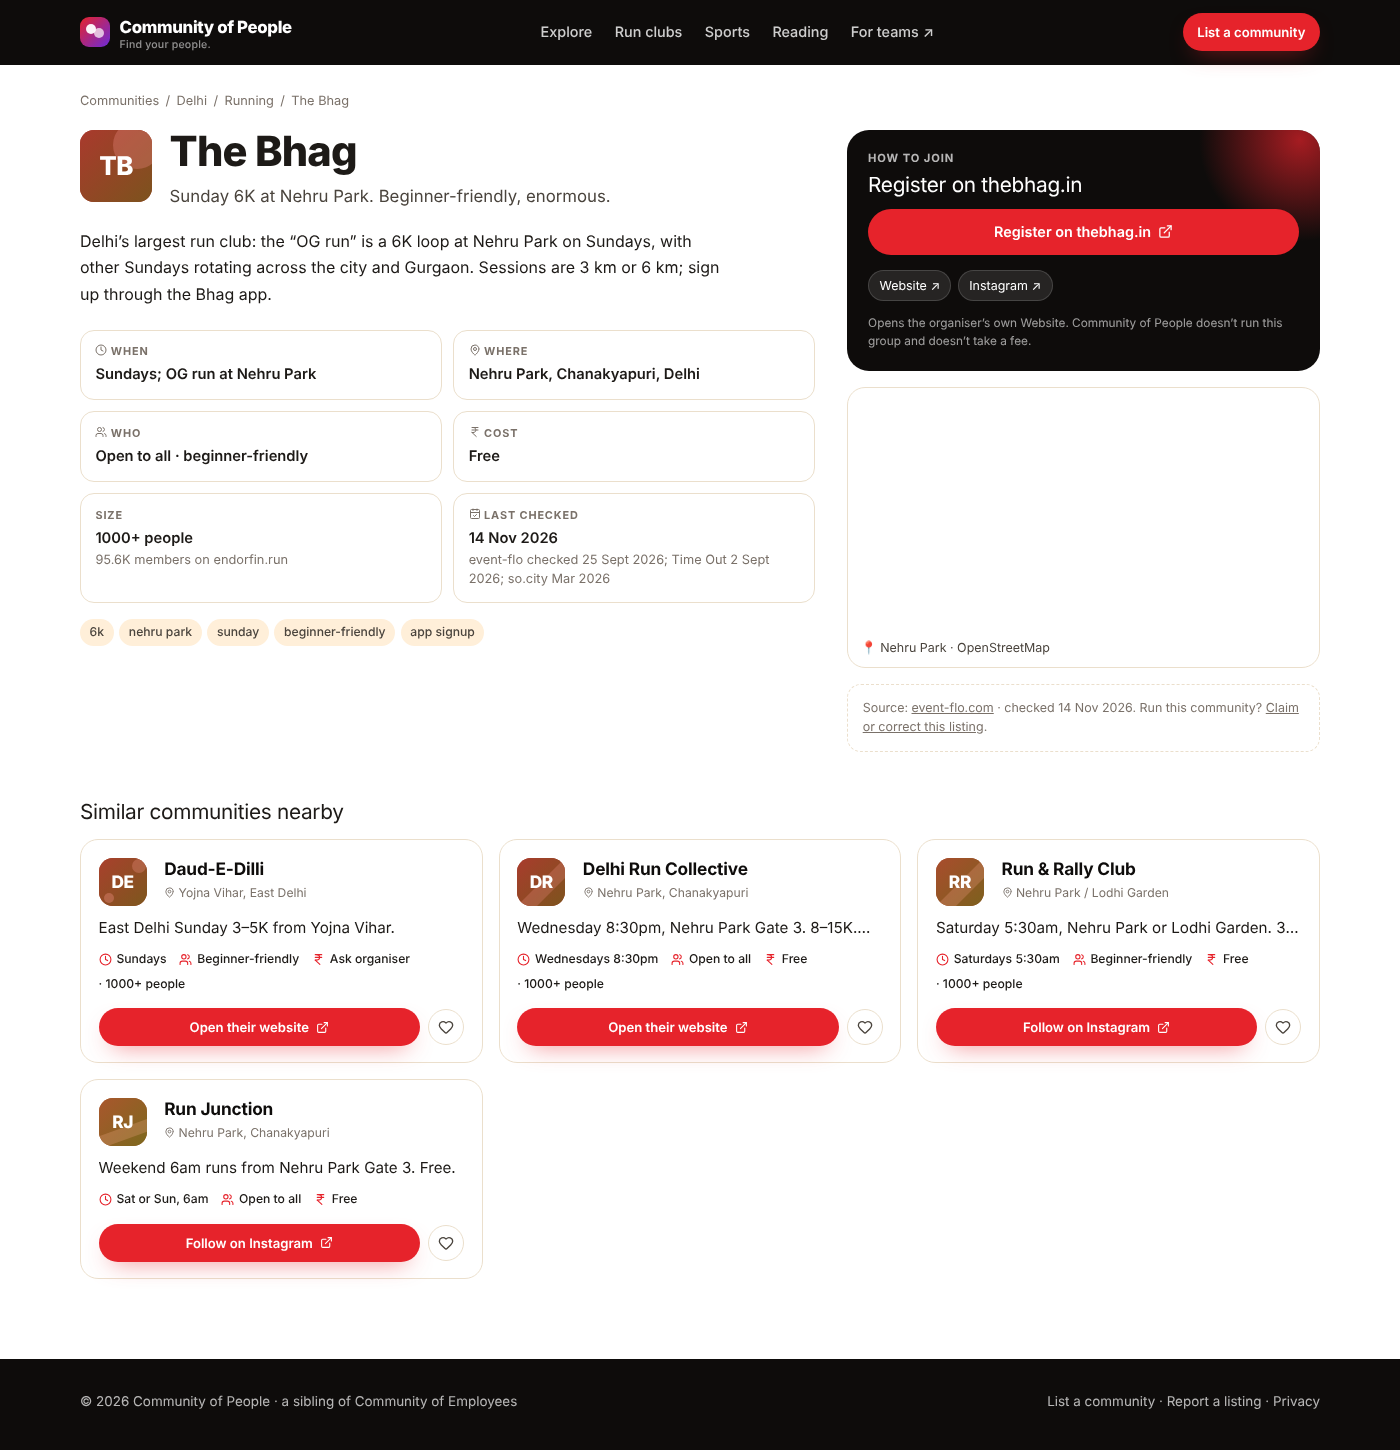 Community of People
Find your people.
Explore Run clubs Sports Reading For teams ↗
List a community
Communities / Delhi / Running / The Bhag
TB
The Bhag
Sunday 6K at Nehru Park. Beginner-friendly, enormous.
Delhi’s largest run club: the “OG run” is a 6K loop at Nehru Park on Sundays, with
other Sundays rotating across the city and Gurgaon. Sessions are 3 km or 6 km; sign
up through the Bhag app.
WHEN
Sundays; OG run at Nehru Park
WHERE
Nehru Park, Chanakyapuri, Delhi
WHO
Open to all · beginner-friendly
₹ COST
Free
SIZE
1000+ people
95.6K members on endorfin.run
LAST CHECKED
14 Nov 2026
event-flo checked 25 Sept 2026; Time Out 2 Sept
2026; so.city Mar 2026
6k nehru park sunday beginner-friendly app signup
HOW TO JOIN
Register on thebhag.in
Register on thebhag.in
Website ↗ Instagram ↗
Opens the organiser’s own Website. Community of People doesn’t run this
group and doesn’t take a fee.
📍 Nehru Park · OpenStreetMap
Source: event-flo.com · checked 14 Nov 2026. Run this community? Claim
or correct this listing.
Similar communities nearby
DE
Daud-E-Dilli
Yojna Vihar, East Delhi
East Delhi Sunday 3–5K from Yojna Vihar.
Sundays Beginner-friendly ₹ Ask organiser
· 1000+ people
Open their website
DR
Delhi Run Collective
Nehru Park, Chanakyapuri
Wednesday 8:30pm, Nehru Park Gate 3. 8–15K....
Wednesdays 8:30pm Open to all ₹ Free
· 1000+ people
Open their website
RR
Run & Rally Club
Nehru Park / Lodhi Garden
Saturday 5:30am, Nehru Park or Lodhi Garden. 3...
Saturdays 5:30am Beginner-friendly ₹ Free
· 1000+ people
Follow on Instagram
RJ
Run Junction
Nehru Park, Chanakyapuri
Weekend 6am runs from Nehru Park Gate 3. Free.
Sat or Sun, 6am Open to all ₹ Free
Follow on Instagram
© 2026 Community of People · a sibling of Community of Employees
List a community · Report a listing · Privacy